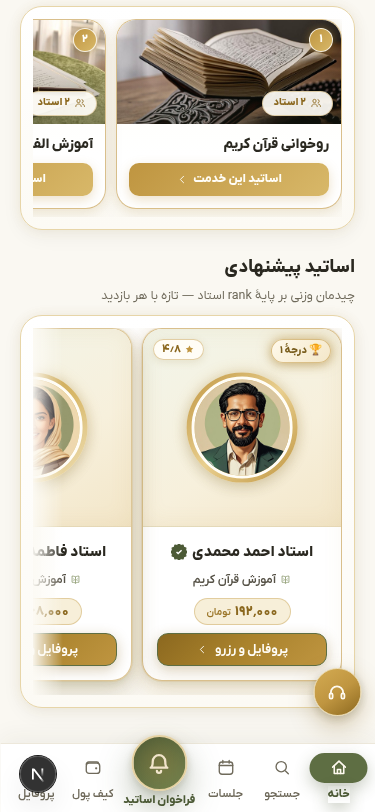 ۱
۲ استاد
روخوانی قرآن کریم
اساتید این خدمت
۲
۲ استاد
آموزش الف
اسا
اساتید پیشنهادی
چیدمان وزنی بر پایهٔ rank استاد — تازه با هر بازدید
درجهٔ ۱
۴٫۸
استاد احمد محمدی
آموزش قرآن کریم
۱۹۲٬۰۰۰ تومان
پروفایل و رزرو
استاد فاطمه
آموزش
۸٬۰۰۰
پروفایل و
خانه
جستجو
جلسات
فراخوان اساتید
کیف پول
پروفایل
N